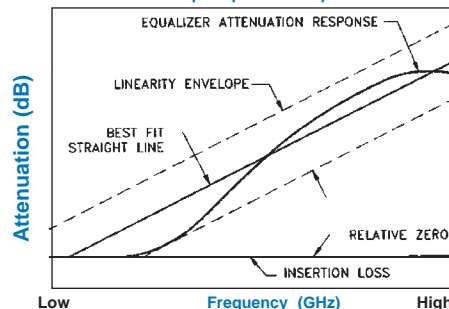 EQUALIZER ATTENUATION RESPONSE
LINEARITY ENVELOPE
BEST FIT
STRAIGHT LINE
Attenuation (dB)
RELATIVE ZERO
INSERTION LOSS
Low Frequency (GHz) High